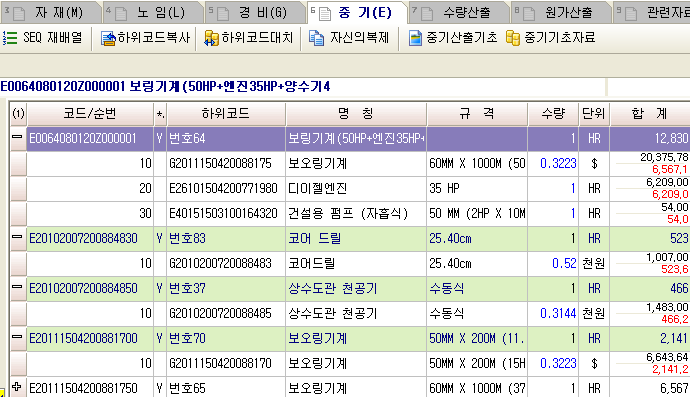 3 자 재(M) 4 노 임(L) 5 경 비(G) 6 중 기(E) 7 수량산출 8 원가산출 9 관련자료
SEQ 재배열 하위코드복사 하위코드대치 자신의복제 중기산출기초 중기기초자료
E0064080120Z000001 보링기계(50HP+엔진35HP+양수기4
(1) 코드/순번 *. 하위코드 명 칭 규 격 수량 단위 합 계
E0064080120Z000001 Y 번호64 보링기계(50HP+엔진35HP+ 1 HR 12,830
10 G2011150420088175 보오링기계 60MM X 1000M (50 0.3223 $ 20,375,78
6,567,1
20 E26101504200771980 디이젤엔진 35 HP 1 HR 6,209,00
6,209,0
30 E40151503100164320 건설용 펌프 (자흡식) 50 MM (2HP X 10M 1 HR 54,00
54,0
E20102007200884830 Y 번호83 코어 드릴 25.40cm 1 HR 523
10 G2010200720088483 코어드릴 25.40cm 0.52 천원 1,007,00
523,6
E20102007200884850 Y 번호37 상수도관 천공기 수동식 1 HR 466
10 G2010200720088485 상수도관 천공기 수동식 0.3144 천원 1,483,00
466,2
E20111504200881700 Y 번호70 보오링기계 50MM X 200M (11. 1 HR 2,141
10 G2011150420088170 보오링기계 50MM X 200M (15H 0.3223 $ 6,643,64
2,141,2
E20111504200881750 Y 번호65 보오링기계 60MM X 1000M (37 1 HR 6,567